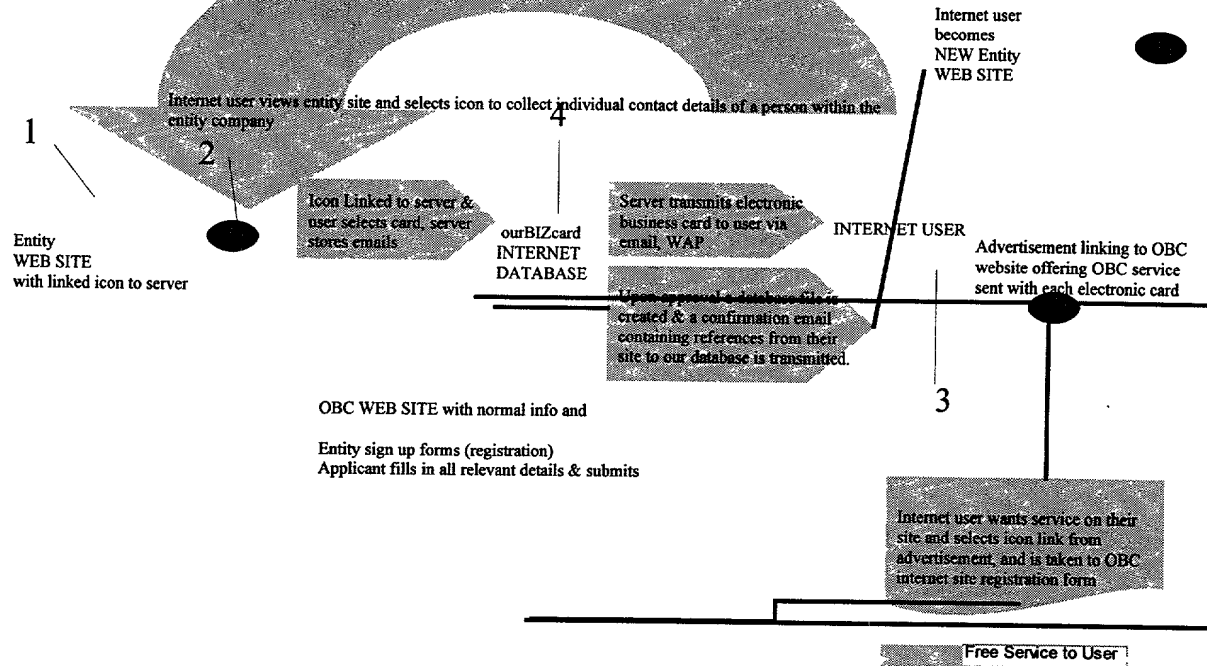 Internet user
becomes
NEW Entity
WEB SITE
Internet user views entity site and selects icon to collect individual contact details of a person within the
entity company
1
2
4
Icon Linked to server &
user selects card, server
stores emails
Server transmits electronic
business card to user via
email, WAP
ourBIZcard
INTERNET
DATABASE
INTERNET USER
Entity
WEB SITE
with linked icon to server
Advertisement linking to OBC
website offering OBC service
sent with each electronic card
Upon approval a database file is
created & a confirmation email
containing references from their
site to our database is transmitted.
3
OBC WEB SITE with normal info and
Entity sign up forms (registration)
Applicant fills in all relevant details & submits
Internet user wants service on their
site and selects icon link from
advertisement, and is taken to OBC
internet site registration form
Free Service to User